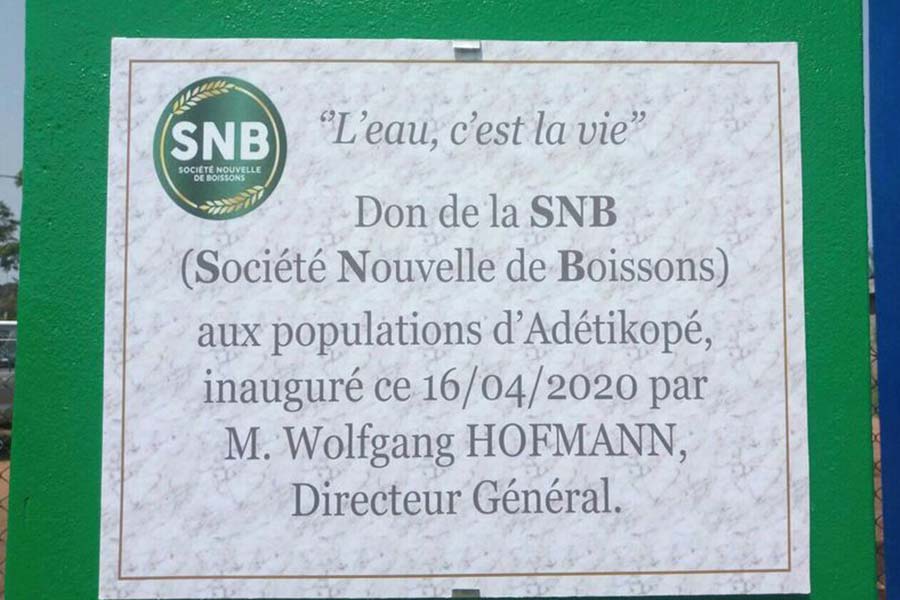 SNB
SOCIÉTÉ NOUVELLE
DE BOISSONS
"L'eau, c'est la vie"
Don de la SNB
(Société Nouvelle de Boissons)
aux populations d'Adétikopé,
inauguré ce 16/04/2020 par
M. Wolfgang HOFMANN,
Directeur Général.